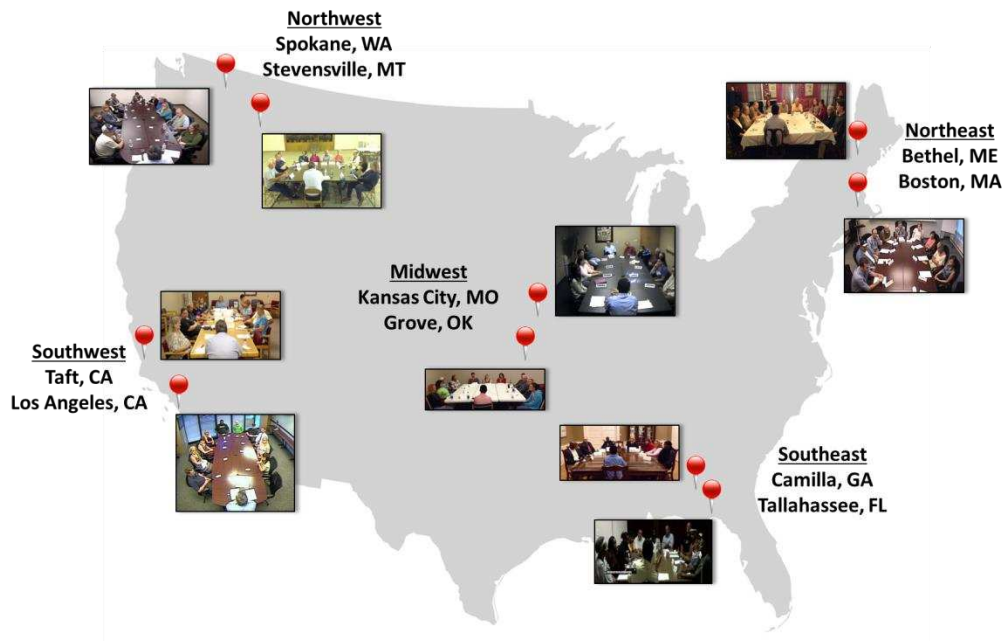 Northwest
Spokane, WA
Stevensville, MT
Northeast
Bethel, ME
Boston, MA
Midwest
Kansas City, MO
Grove, OK
Southwest
Taft, CA
Los Angeles, CA
Southeast
Camilla, GA
Tallahassee, FL